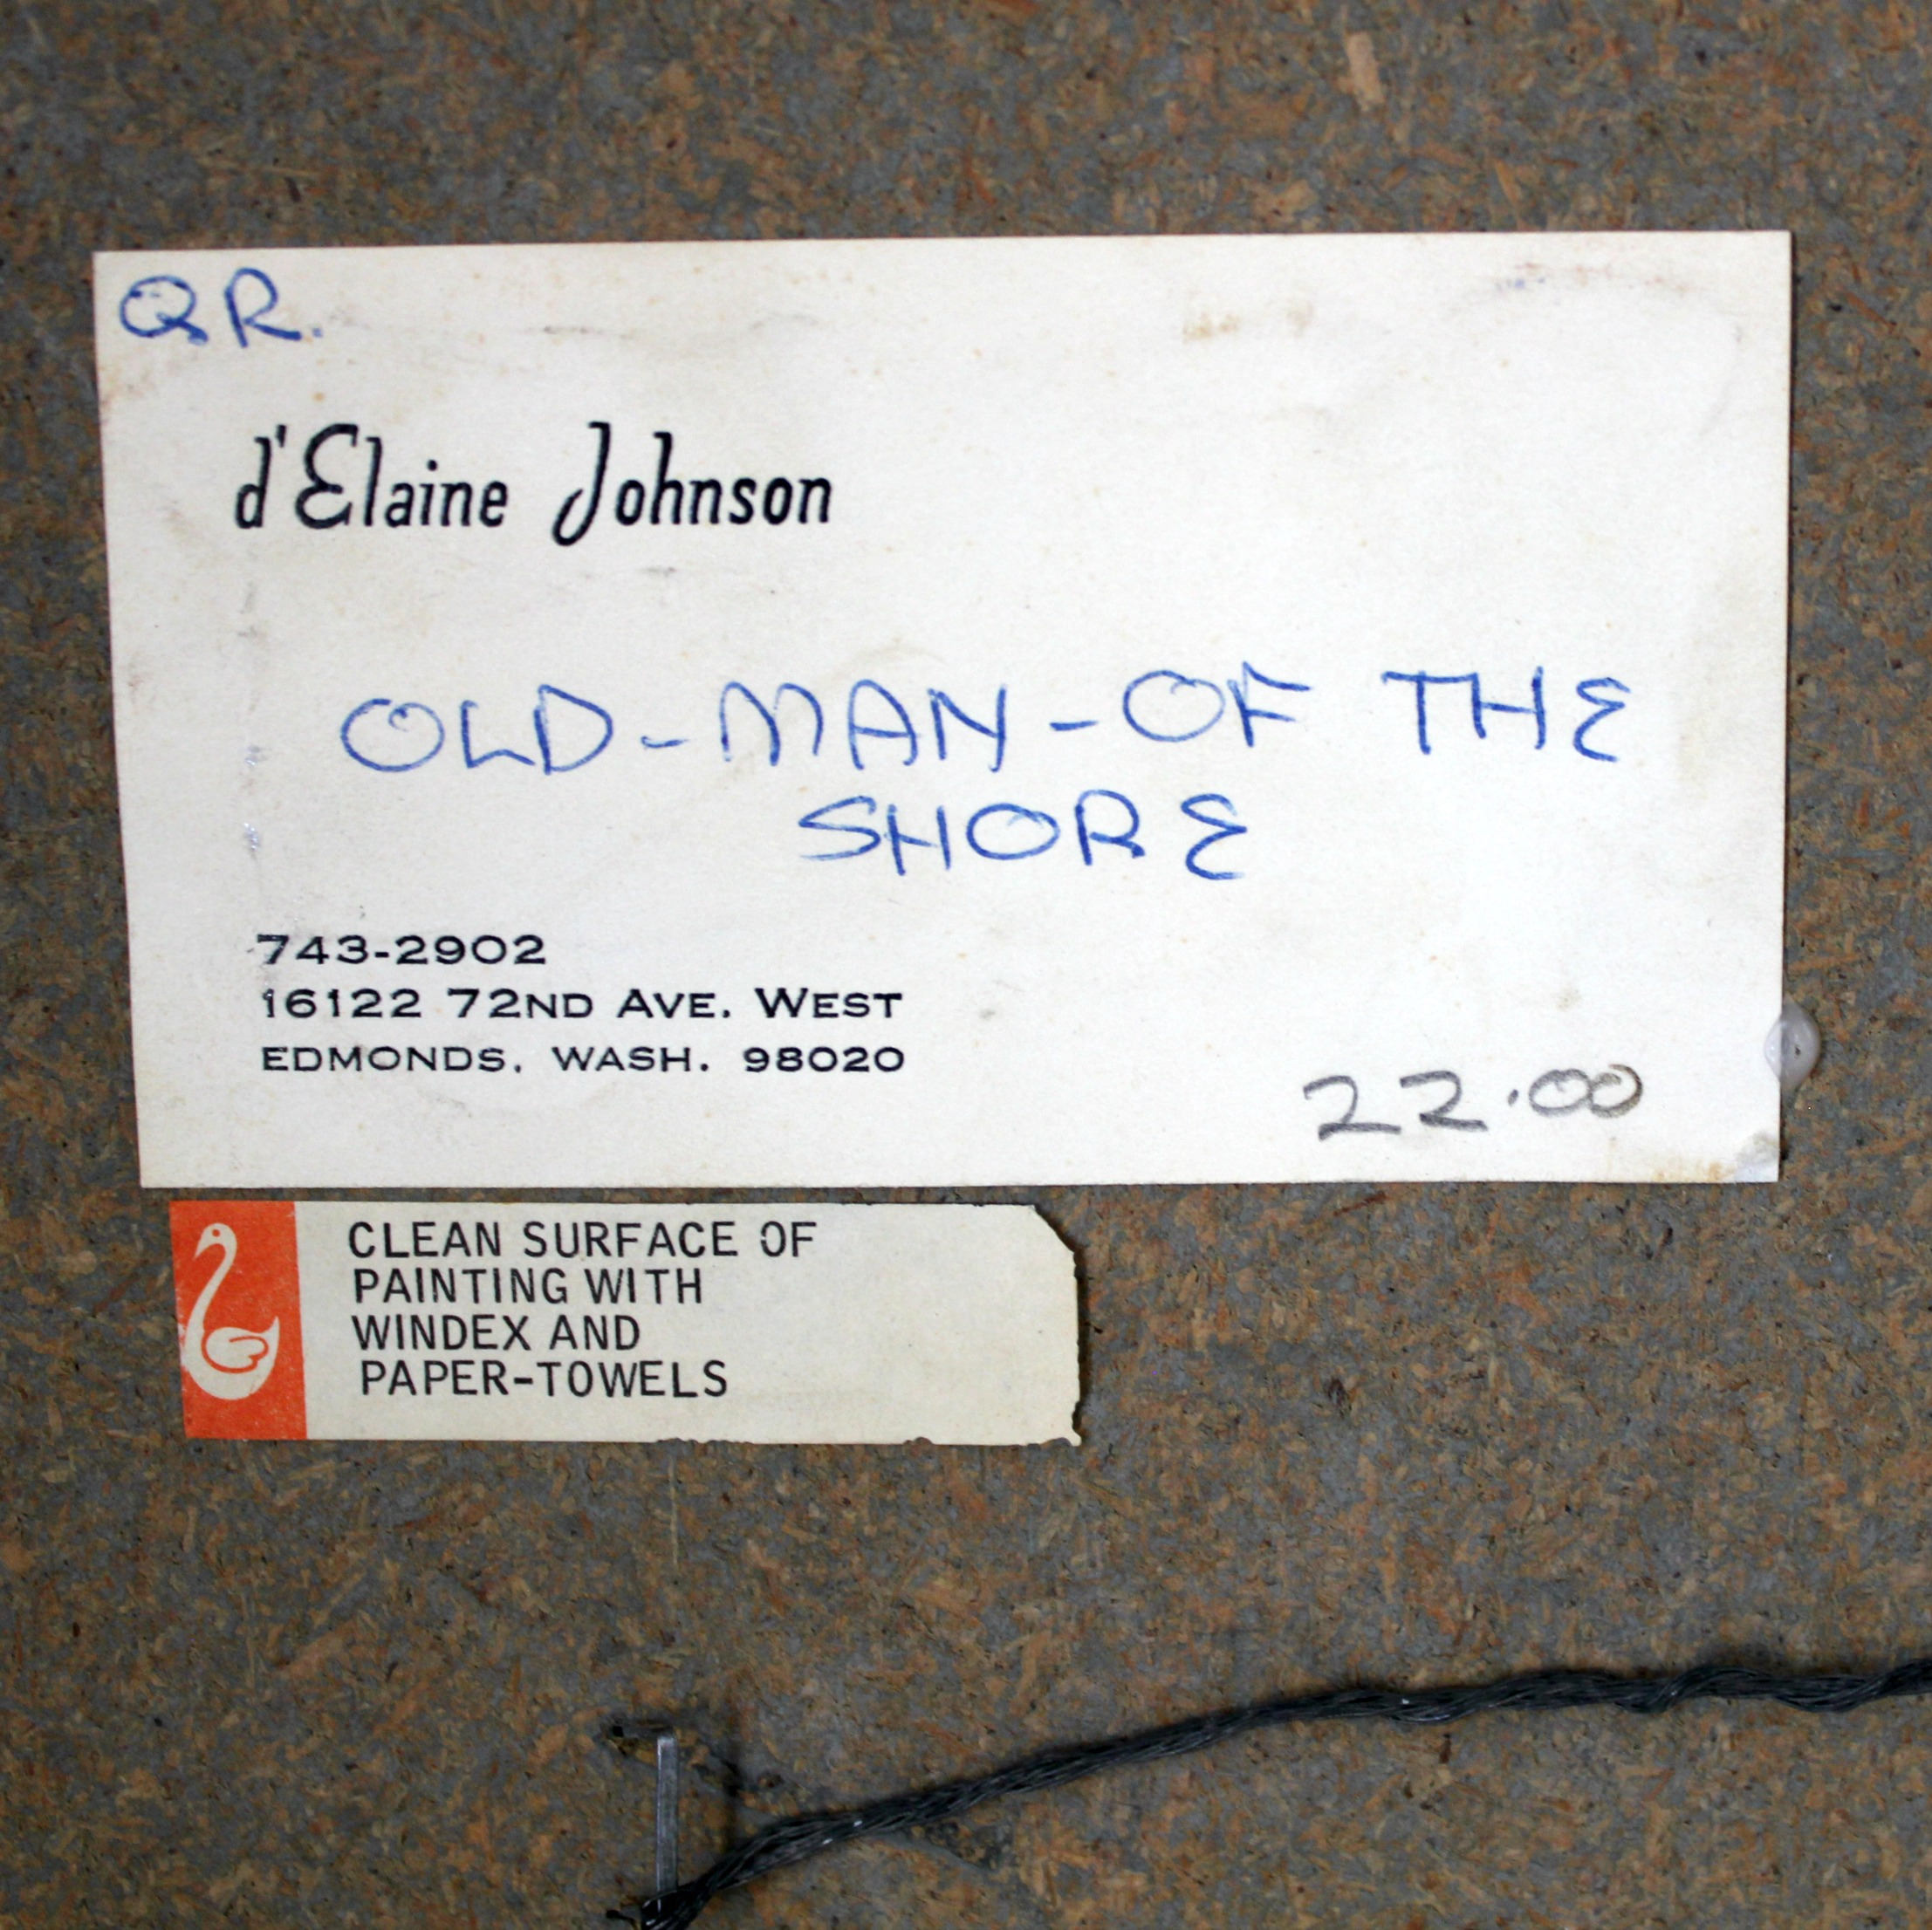 QR.
d'Elaine Johnson
OLD-MAN-OF THE
SHORE
743-2902
16122 72ND AVE. WEST
EDMONDS, WASH. 98020
22.00
CLEAN SURFACE OF
PAINTING WITH
WINDEX AND
PAPER-TOWELS